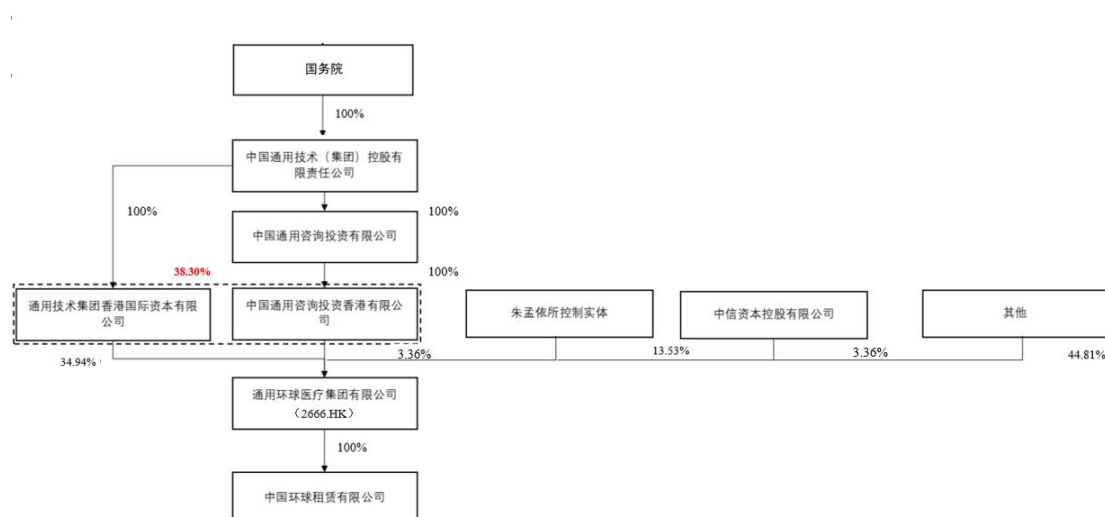 国务院
100%
中国通用技术（集团）控股有
限责任公司
100%
100%
中国通用咨询投资有限公司
38.30%
100%
通用技术集团香港国际资本有限
公司
中国通用咨询投资香港有限公
司
朱孟依所控制实体
中信资本控股有限公司
其他
34.94%
3.36%
13.53%
3.36%
44.81%
通用环球医疗集团有限公司
（2666.HK）
100%
中国环球租赁有限公司